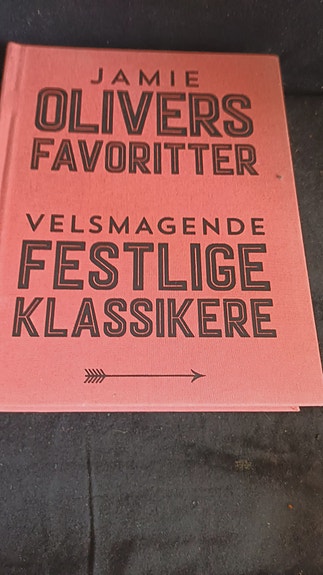 JAMIE
OLIVERS
FAVORITTER
VELSMAGENDE
FESTLIGE
KLASSIKERE